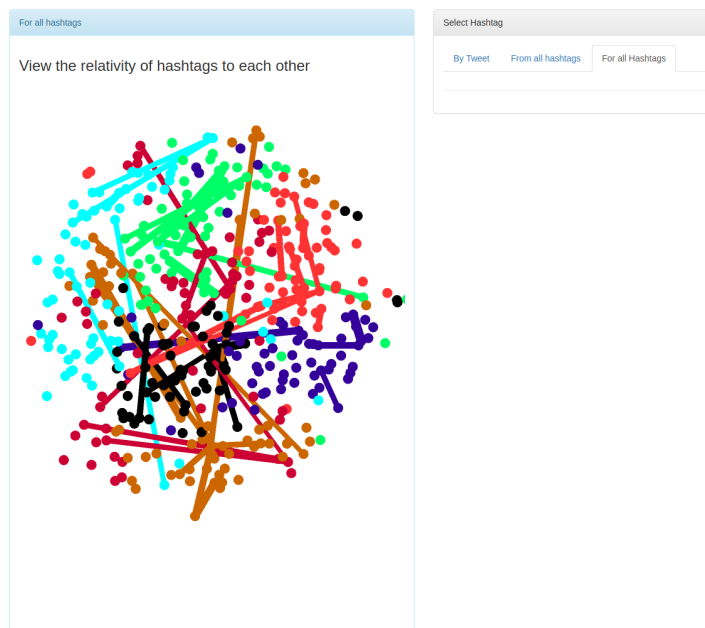 For all hashtags
View the relativity of hashtags to each other
Select Hashtag
By Tweet From all hashtags For all Hashtags